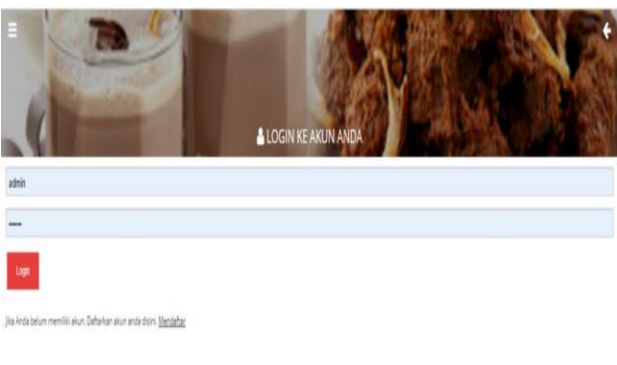 LOGIN KE AKUN ANDA
admin
Login
Jika Anda belum memiliki akun. Daftarkan akun anda disini. Mendaftar